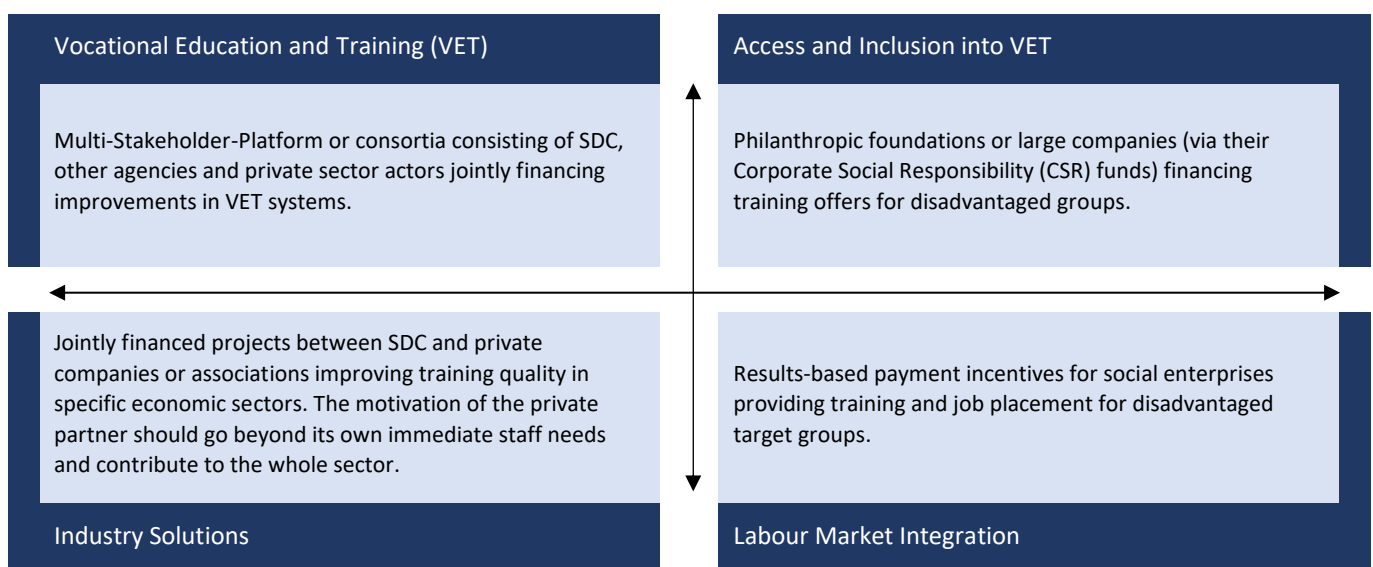 Vocational Education and Training (VET)
Multi-Stakeholder-Platform or consortia consisting of SDC,
other agencies and private sector actors jointly financing
improvements in VET systems.
Access and Inclusion into VET
Philanthropic foundations or large companies (via their
Corporate Social Responsibility (CSR) funds) financing
training offers for disadvantaged groups.
Jointly financed projects between SDC and private
companies or associations improving training quality in
specific economic sectors. The motivation of the private
partner should go beyond its own immediate staff needs
and contribute to the whole sector.
Industry Solutions
Results-based payment incentives for social enterprises
providing training and job placement for disadvantaged
target groups.
Labour Market Integration